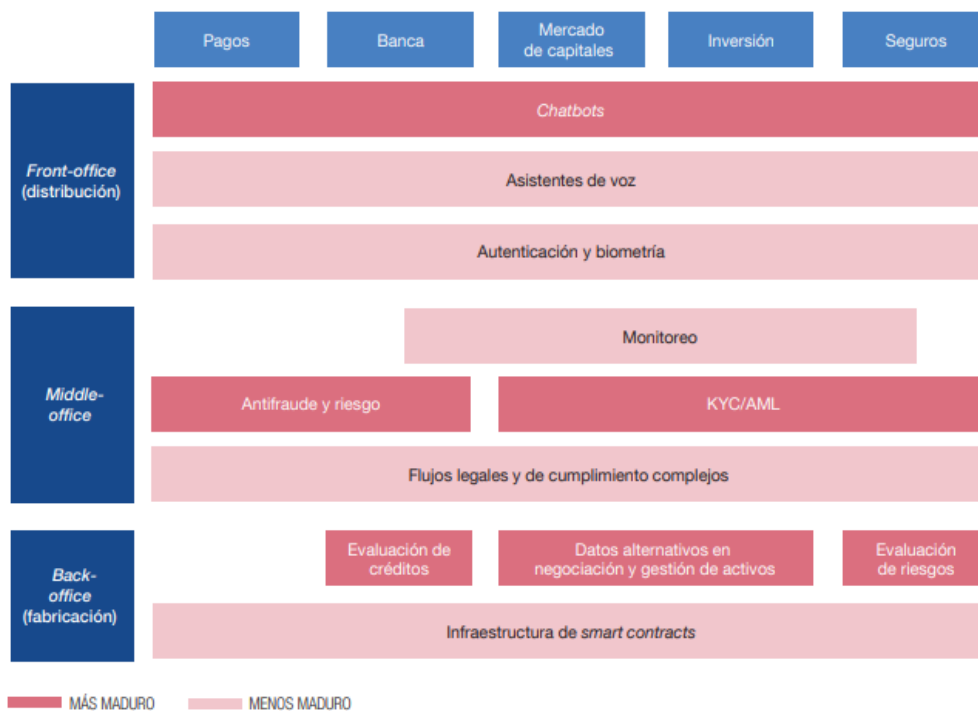 Pagos
Banca
Mercado
de capitales
Inversión
Seguros
Front-office
(distribución)
Chatbots
Asistentes de voz
Autenticación y biometría
Middle-
office
Monitoreo
Antifraude y riesgo
KYC/AML
Flujos legales y de cumplimiento complejos
Back-
office
(fabricación)
Evaluación de
créditos
Datos alternativos en
negociación y gestión de activos
Evaluación
de riesgos
Infraestructura de smart contracts
MÁS MADURO
MENOS MADURO